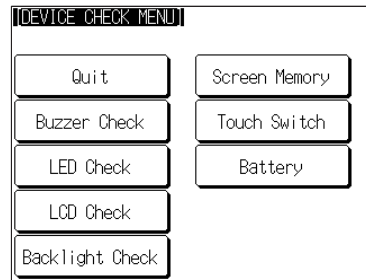 [DEVICE CHECK MENU]
Quit
Buzzer Check
LED Check
LCD Check
Backlight Check
Screen Memory
Touch Switch
Battery